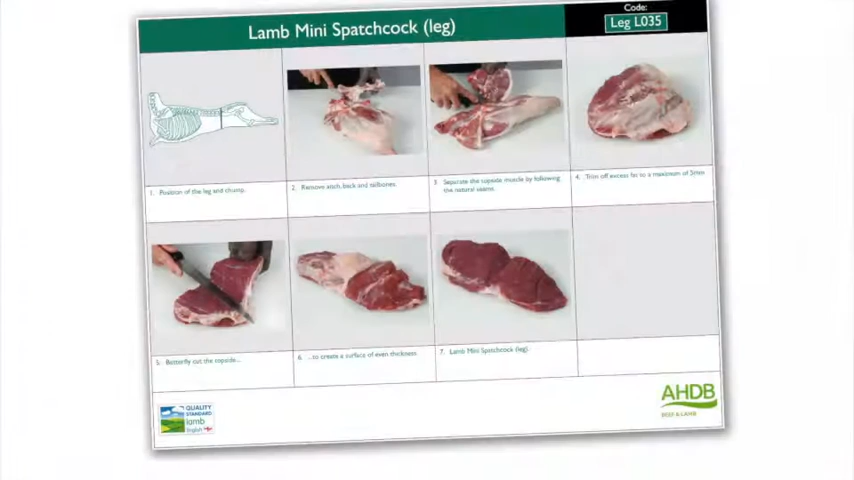 Lamb Mini Spatchcock (leg)
Code:
Leg L035
1. Position of the leg and chump.
2. Remove aitch, back and tailbones.
3. Separate the topside muscle by following
the natural seams.
4. Trim off excess fat to a maximum of 5mm
5. Butterfly cut the topside...
6. ...to create a surface of even thickness
7. Lamb Mini Spatchcock (leg).
QUALITY
STANDARD
lamb
English
AHDB
BEEF & LAMB